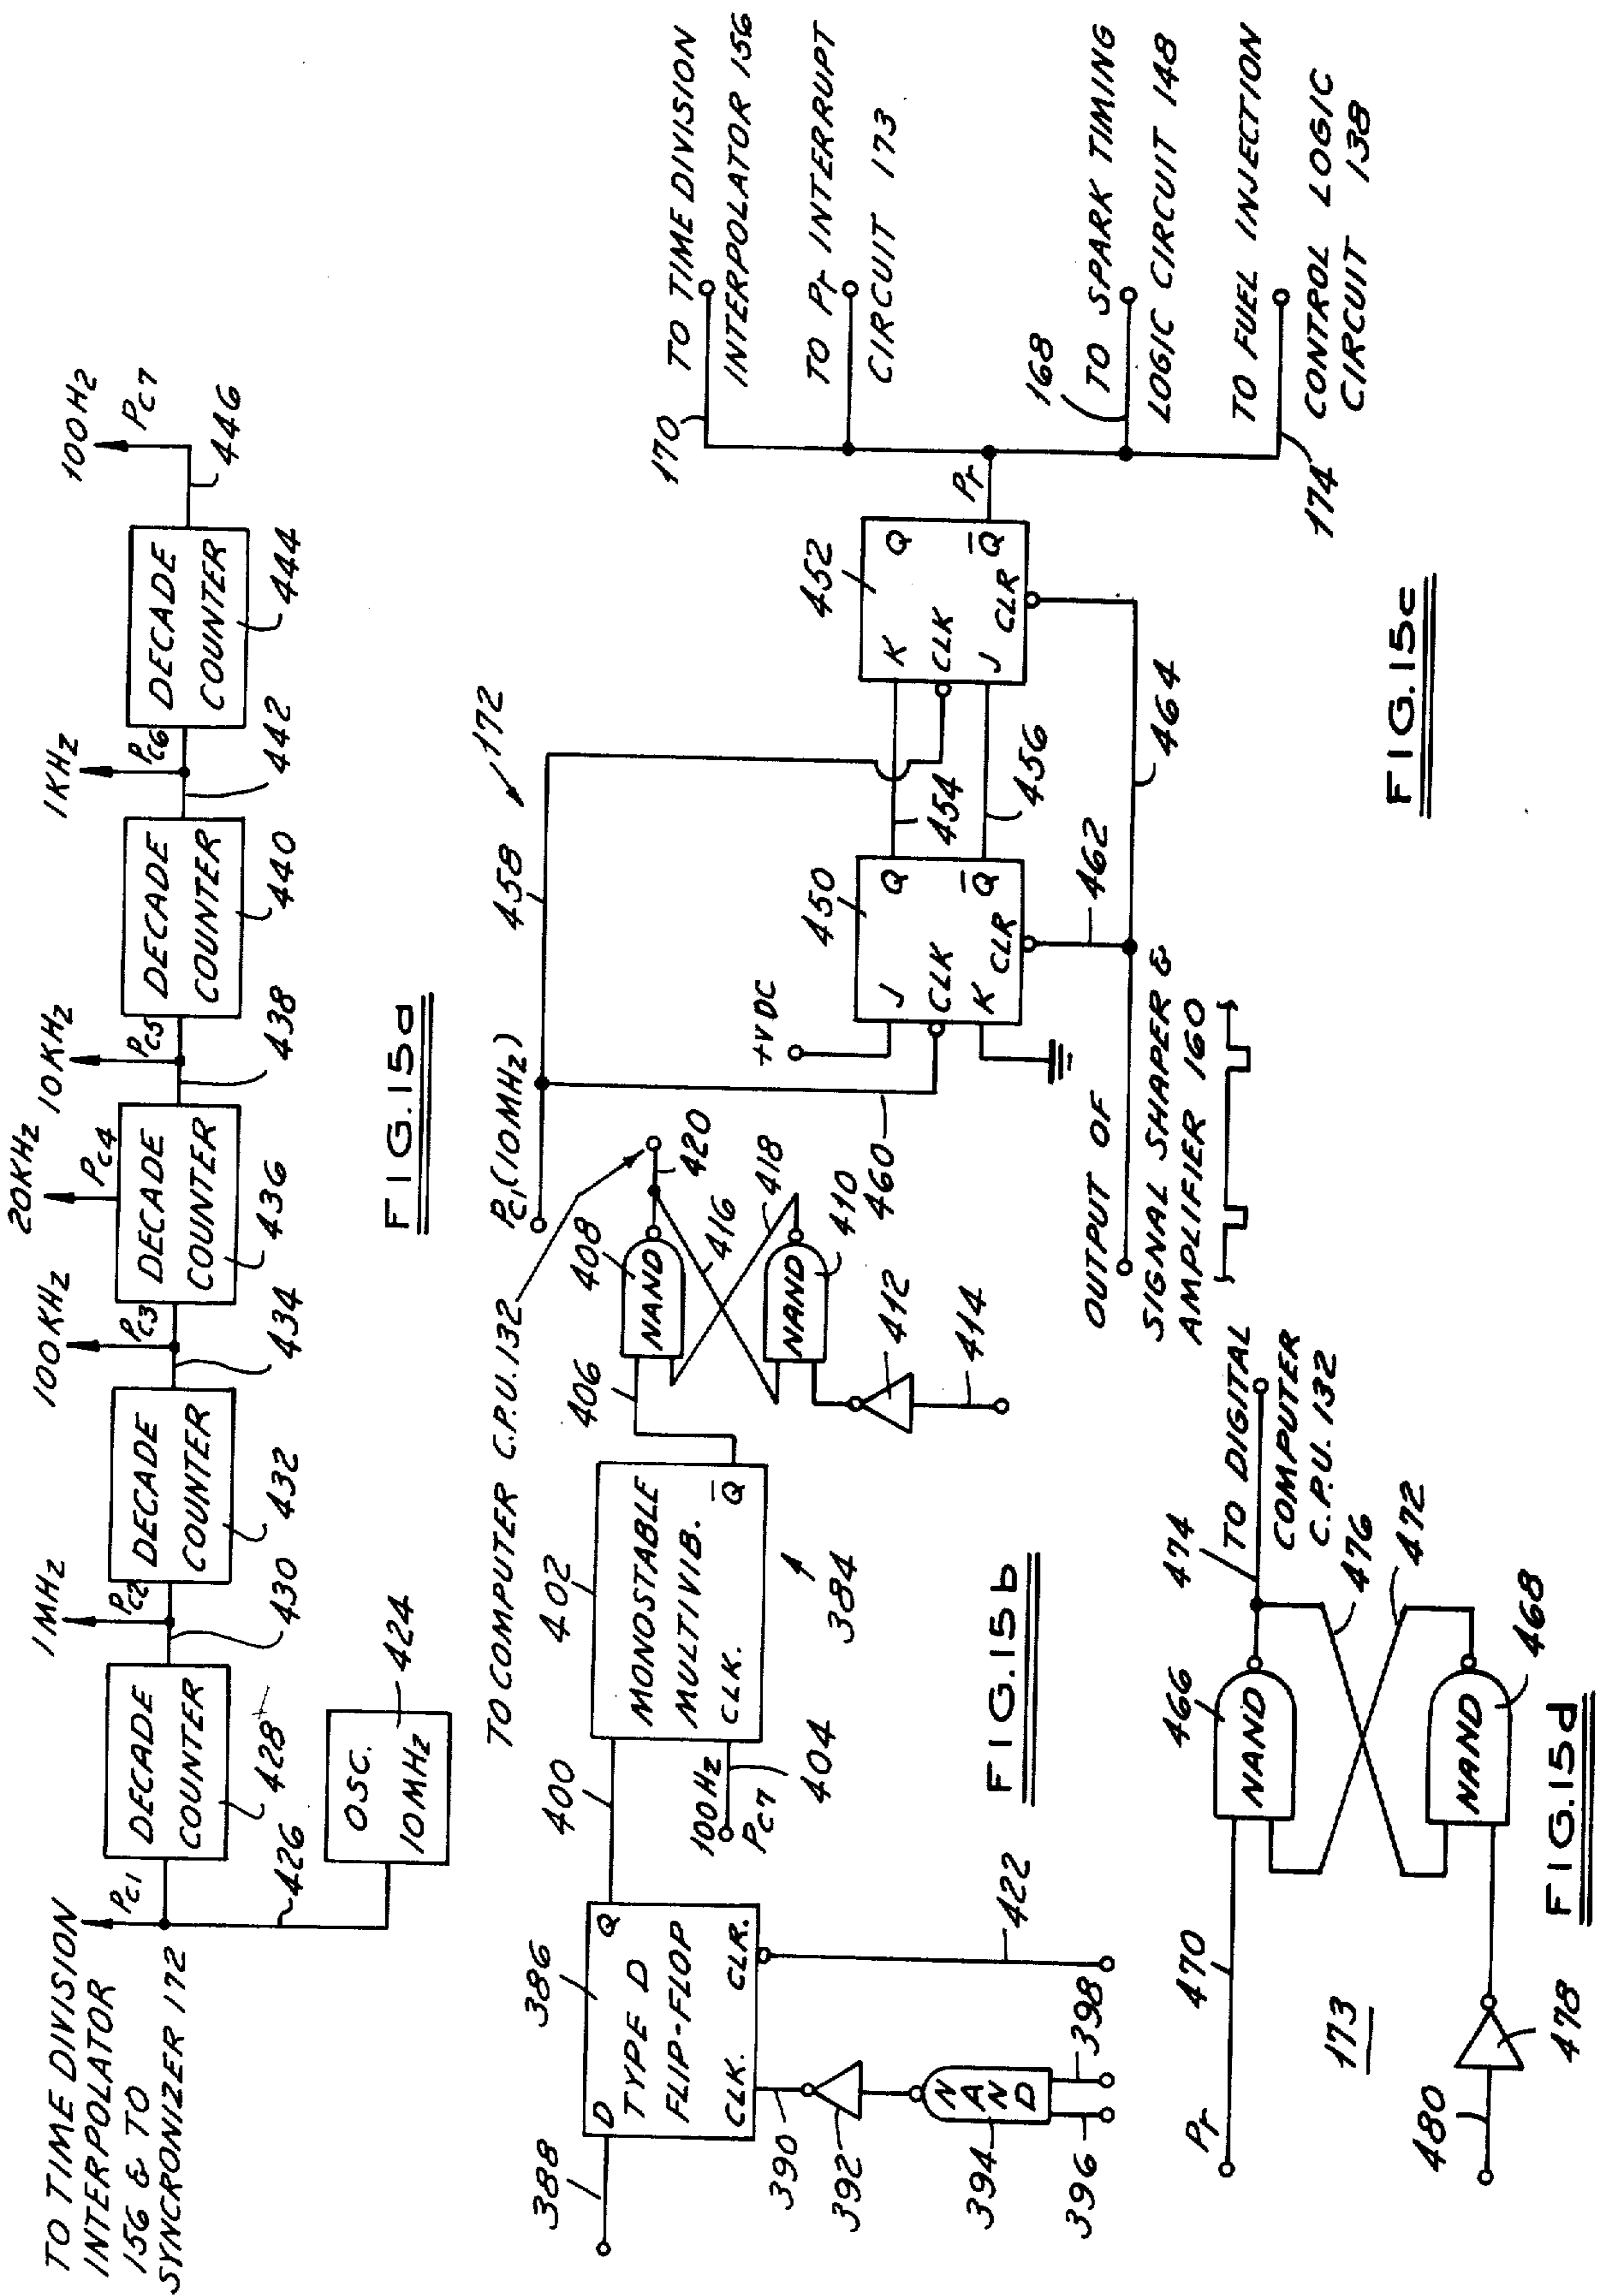 TO TIME DIVISION
INTERPOLATOR
156 & TO
SYNCRONIZER 172
PC1
426
DECADE
COUNTER
428
OSC.
10MHz
424
1MHz
PC2
430
DECADE
COUNTER
432
100KHz
PC3
434
20KHz
PC4
DECADE
COUNTER
436
10KHz
PC5
438
DECADE
COUNTER
440
1KHz
PC6
442
DECADE
COUNTER
444
100Hz
PC7
446
FIG.15a
388
386
D
Q
TYPE D
FLIP-FLOP
CLK.
CLR.
390
392
394
NAND
396
398
422
400
402
MONOSTABLE
MULTIVIB.
CLK.
Q
100Hz
PC7
404
384
406
408
NAND
TO COMPUTER C.P.U. 132
420
416
418
NAND
410
412
414
FIG.15b
PC1 (10MHz)
458
172
460
+VDC
450
J
Q
CLK
K
Q
CLR
454
456
452
K
Q
CLK
J
Q
CLR
462
464
OUTPUT OF
SIGNAL SHAPER &
AMPLIFIER 160
Pr
170
TO TIME DIVISION
INTERPOLATOR 156
TO Pr INTERRUPT
CIRCUIT 173
168
TO SPARK TIMING
LOGIC CIRCUIT 148
174
TO FUEL INJECTION
CONTROL LOGIC
CIRCUIT 138
FIG.15c
Pr
470
466
NAND
474
TO DIGITAL
COMPUTER
C.P.U. 132
476
472
NAND
468
173
480
478
FIG.15d